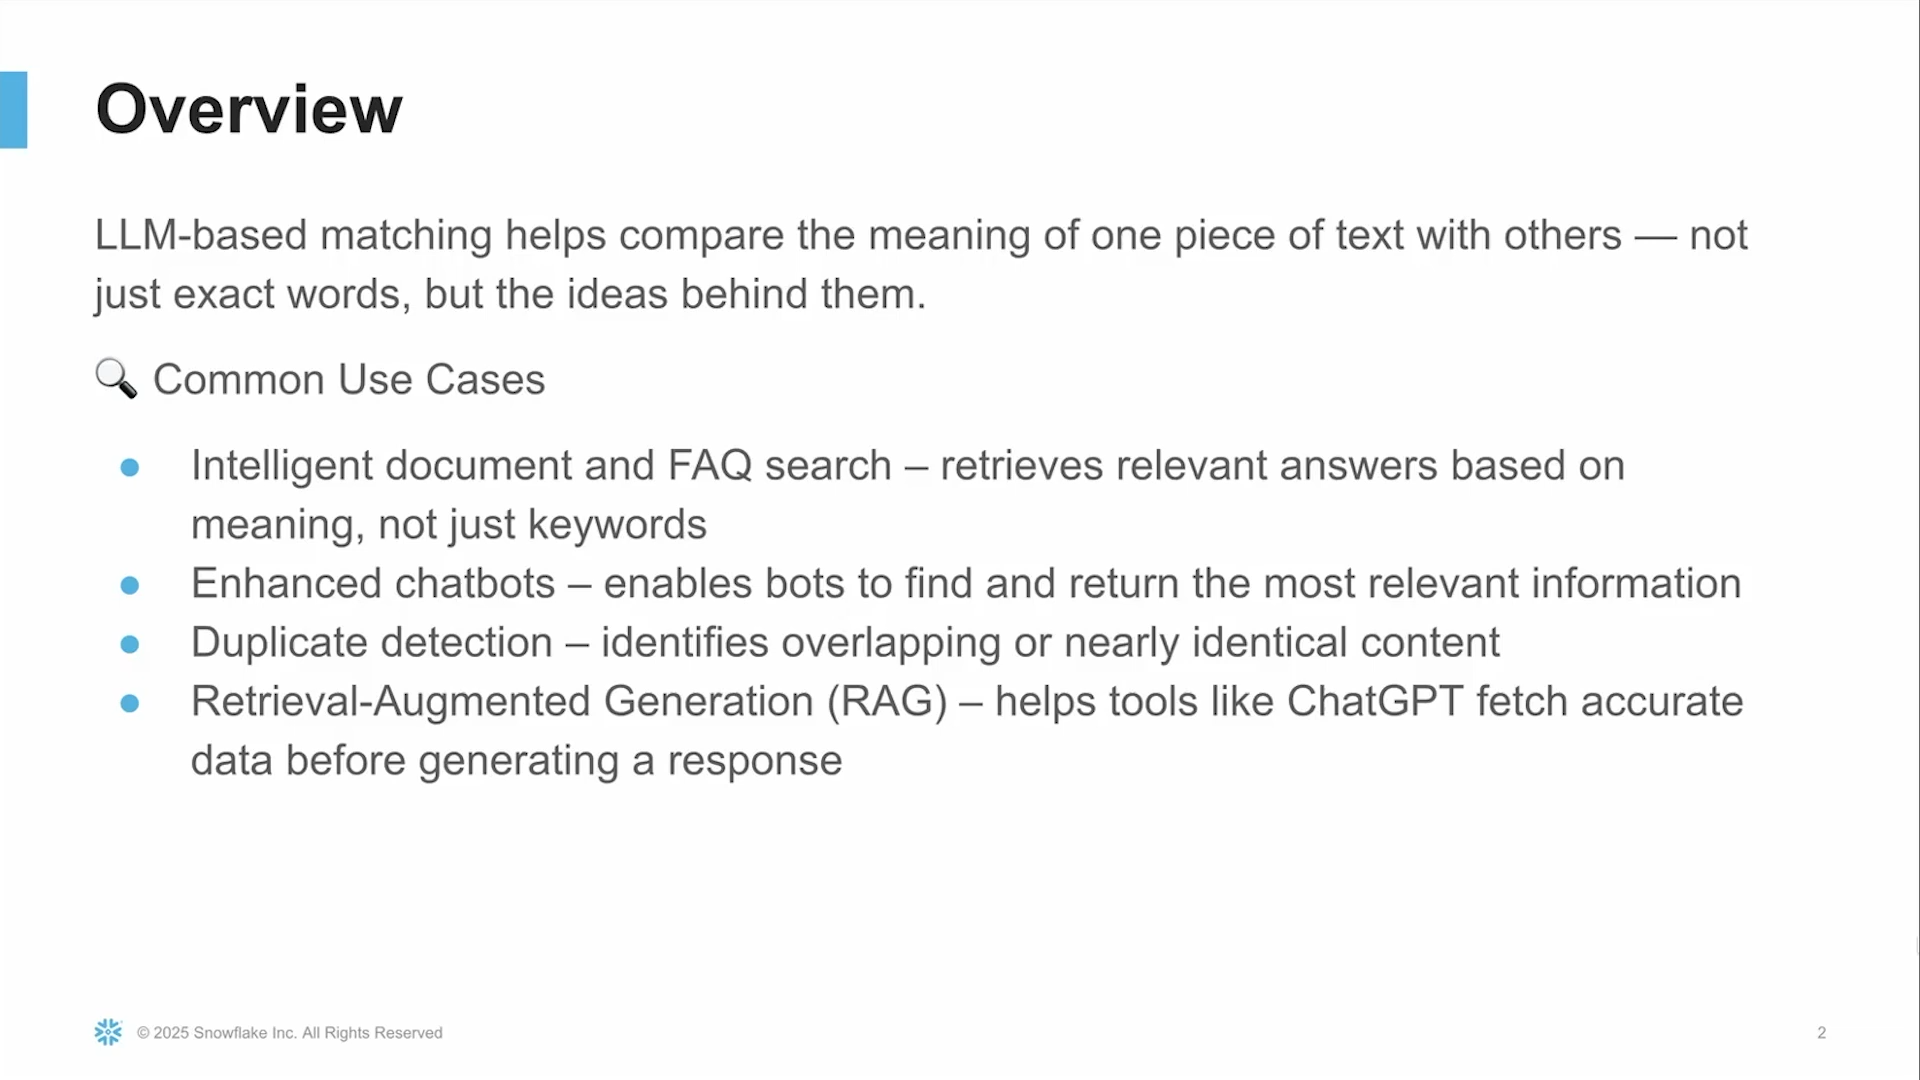 Overview
LLM-based matching helps compare the meaning of one piece of text with others — not
just exact words, but the ideas behind them.
🔍 Common Use Cases
● Intelligent document and FAQ search – retrieves relevant answers based on
meaning, not just keywords
● Enhanced chatbots – enables bots to find and return the most relevant information
● Duplicate detection – identifies overlapping or nearly identical content
● Retrieval-Augmented Generation (RAG) – helps tools like ChatGPT fetch accurate
data before generating a response
© 2025 Snowflake Inc. All Rights Reserved
2